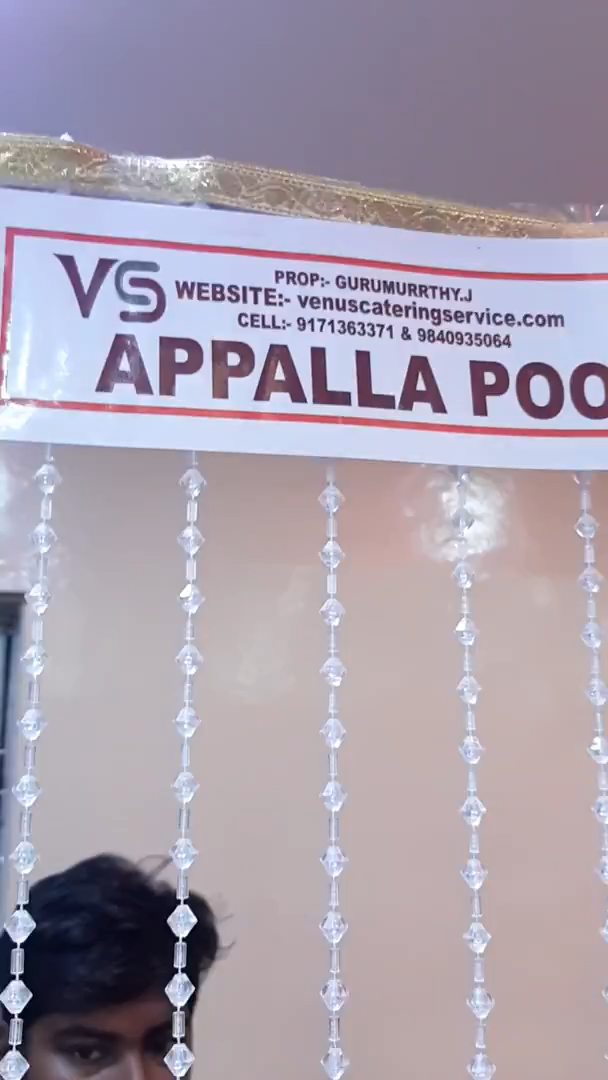 VS
PROP:- GURUMURRTHY.J
WEBSITE:- venuscateringservice.com
CELL:- 9171363371 & 9840935064
APPALLA POO